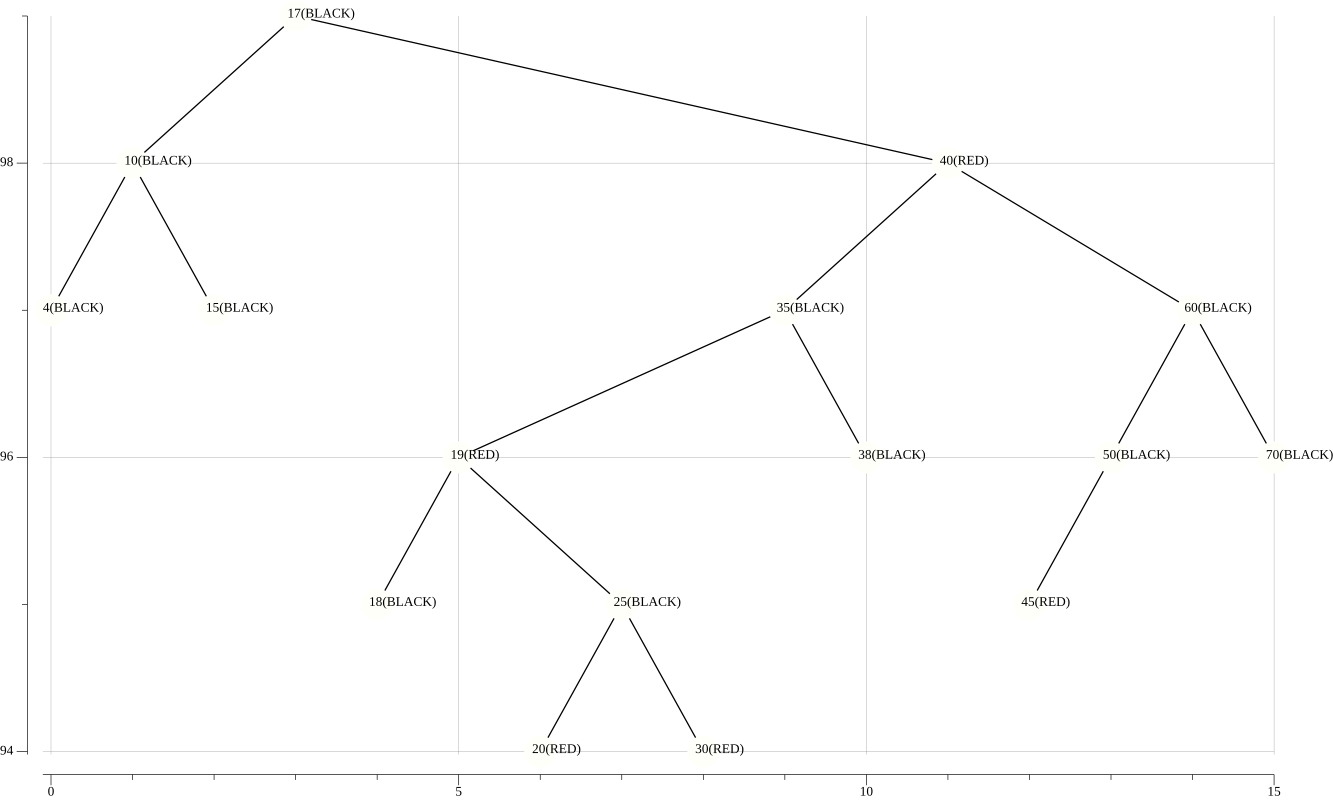 17(BLACK)
98
10(BLACK)
40(RED)
4(BLACK)
15(BLACK)
35(BLACK)
60(BLACK)
96
19(RED)
38(BLACK)
50(BLACK)
70(BLACK)
18(BLACK)
25(BLACK)
45(RED)
94
20(RED)
30(RED)
0
5
10
15